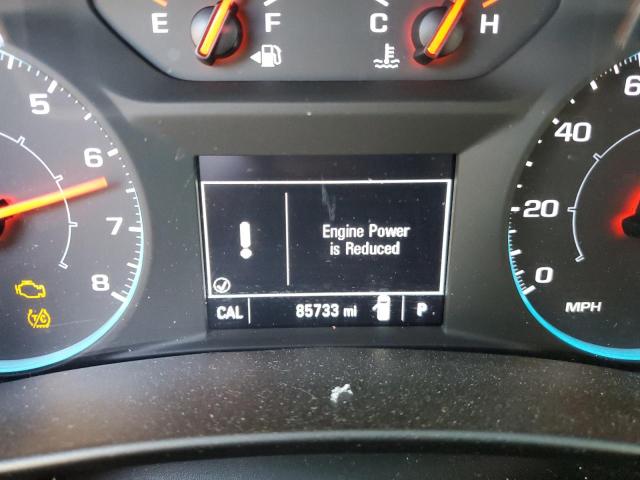 E F C H
5
6
7
8
T/C
Engine Power
is Reduced
CAL 85733 mi P
40
20
0
MPH